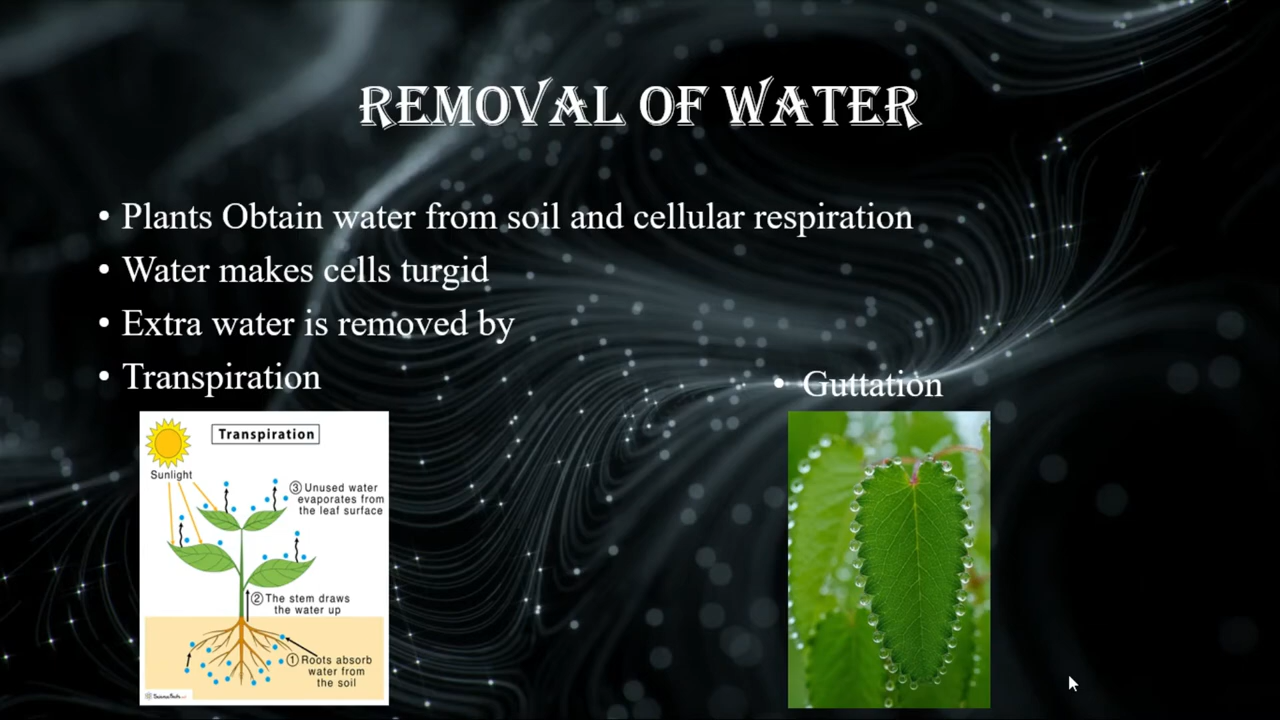 REMOVAL OF WATER
• Plants Obtain water from soil and cellular respiration
• Water makes cells turgid
• Extra water is removed by
• Transpiration
• Guttation
Transpiration
Sunlight
③ Unused water
evaporates from
the leaf surface
② The stem draws
the water up
① Roots absorb
water from
the soil